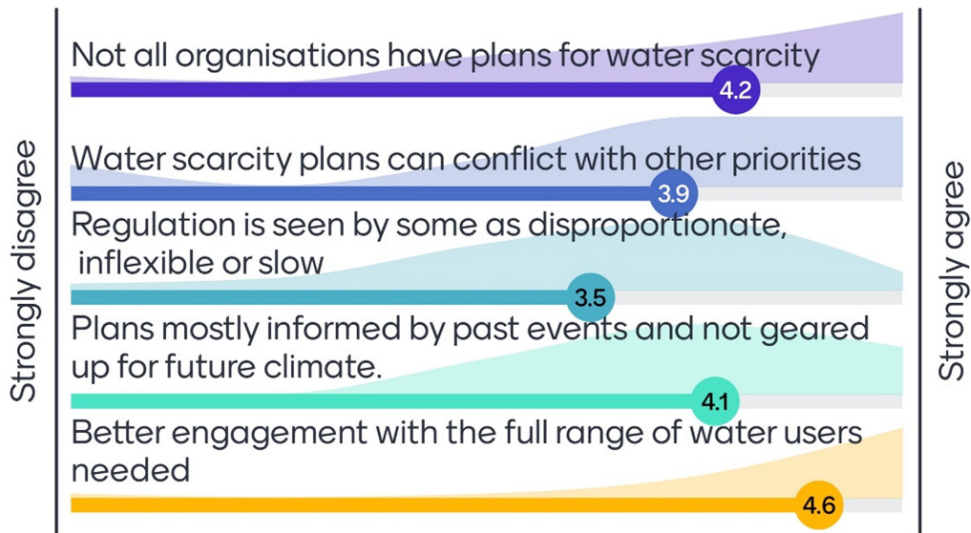 Strongly disagree
Not all organisations have plans for water scarcity
4.2
Water scarcity plans can conflict with other priorities
3.9
Regulation is seen by some as disproportionate,
inflexible or slow
3.5
Plans mostly informed by past events and not geared
up for future climate.
4.1
Better engagement with the full range of water users
needed
4.6
Strongly agree